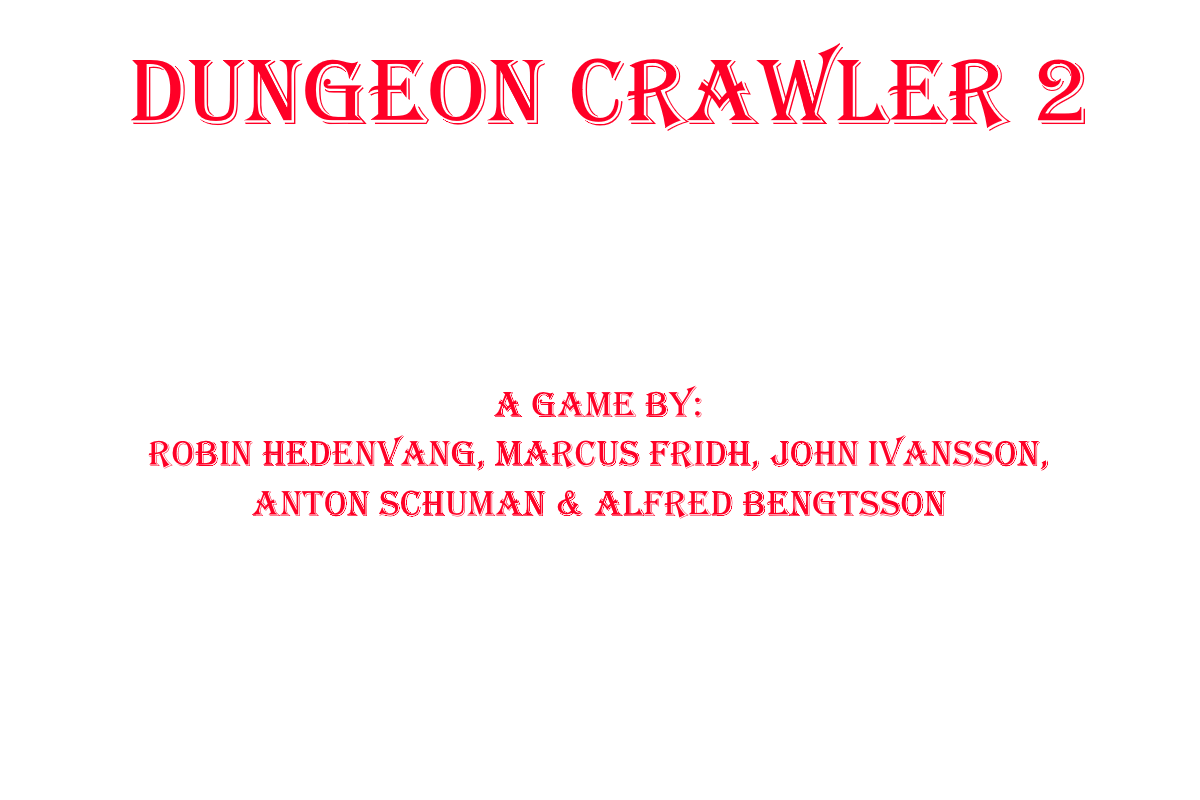 DUNGEON CRAWLER 2
A GAME BY:
ROBIN HEDENVANG, MARCUS FRIDH, JOHN IVANSSON,
ANTON SCHUMAN & ALFRED BENGTSSON